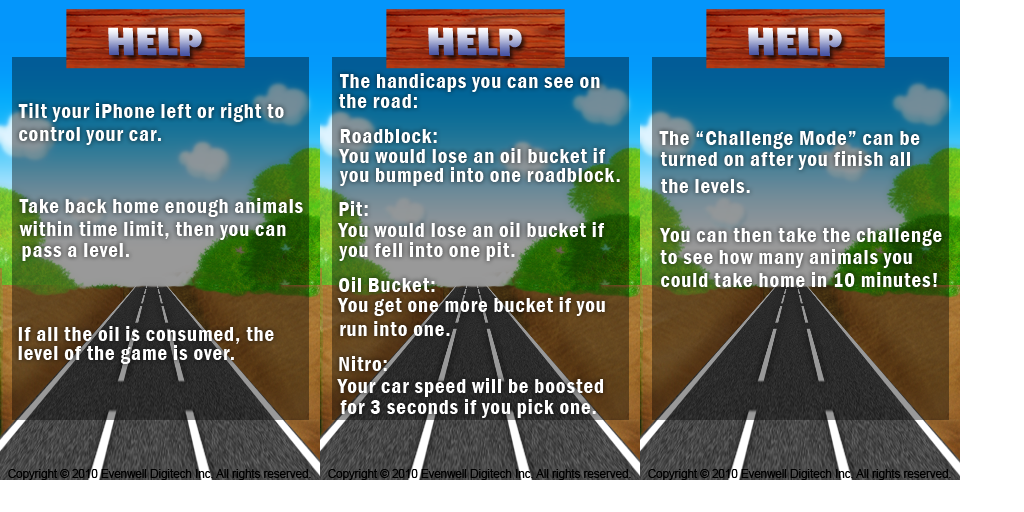 HELP
Tilt your iPhone left or right to
control your car.
Take back home enough animals
within time limit, then you can
pass a level.
If all the oil is consumed, the
level of the game is over.
Copyright © 2010 Evenwell Digitech Inc. All rights reserved.
HELP
The handicaps you can see on
the road:
Roadblock:
You would lose an oil bucket if
you bumped into one roadblock.
Pit:
You would lose an oil bucket if
you fell into one pit.
Oil Bucket:
You get one more bucket if you
run into one.
Nitro:
Your car speed will be boosted
for 3 seconds if you pick one.
Copyright © 2010 Evenwell Digitech Inc. All rights reserved.
HELP
The “Challenge Mode” can be
turned on after you finish all
the levels.
You can then take the challenge
to see how many animals you
could take home in 10 minutes!
Copyright © 2010 Evenwell Digitech Inc. All rights reserved.